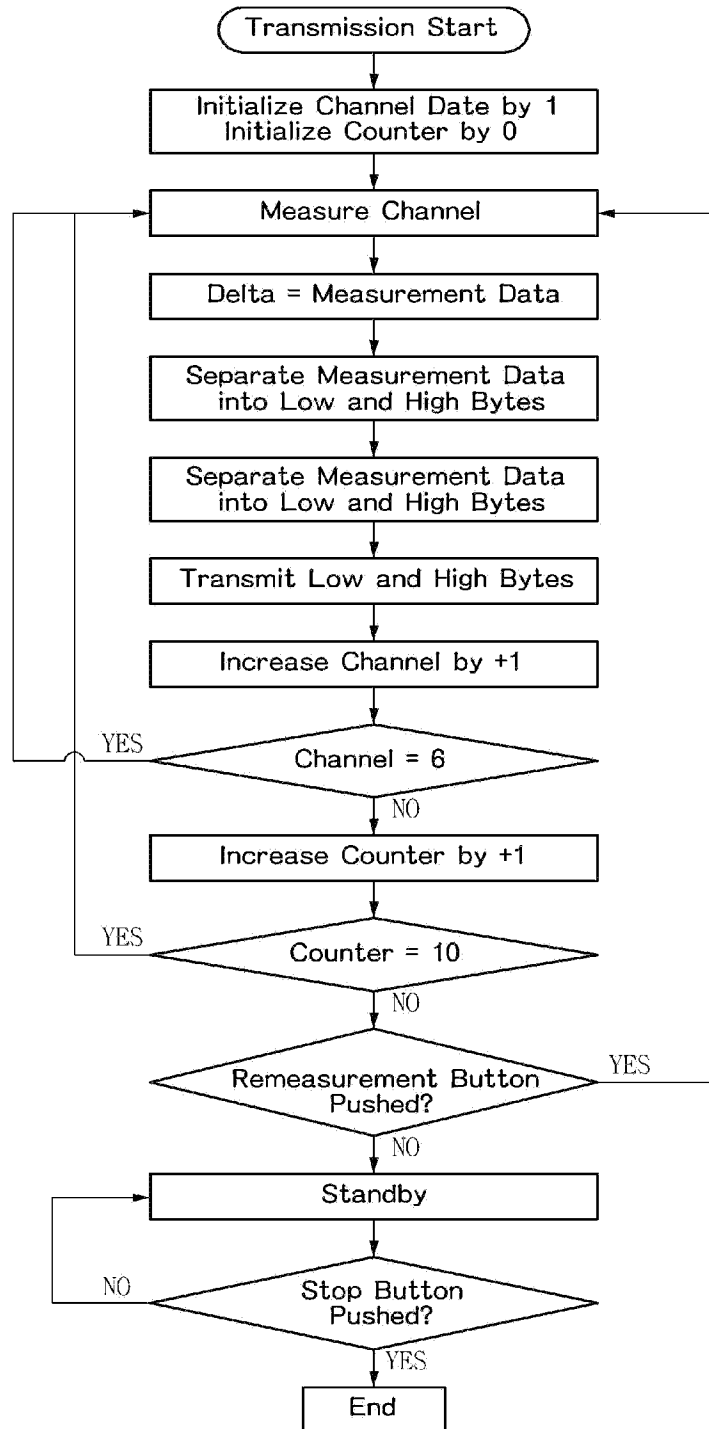 Transmission Start
Initialize Channel Date by 1
Initialize Counter by 0
Measure Channel
Delta = Measurement Data
Separate Measurement Data
into Low and High Bytes
Separate Measurement Data
into Low and High Bytes
Transmit Low and High Bytes
Increase Channel by +1
YES
Channel = 6
NO
Increase Counter by +1
YES
Counter = 10
NO
Remeasurement Button
Pushed?
YES
NO
Standby
NO
Stop Button
Pushed?
YES
End